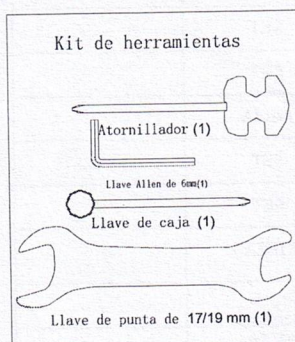 Kit de herramientas
Atornillador (1)
Llave Allen de 6mm(1)
Llave de caja (1)
Llave de punta de 17/19 mm (1)